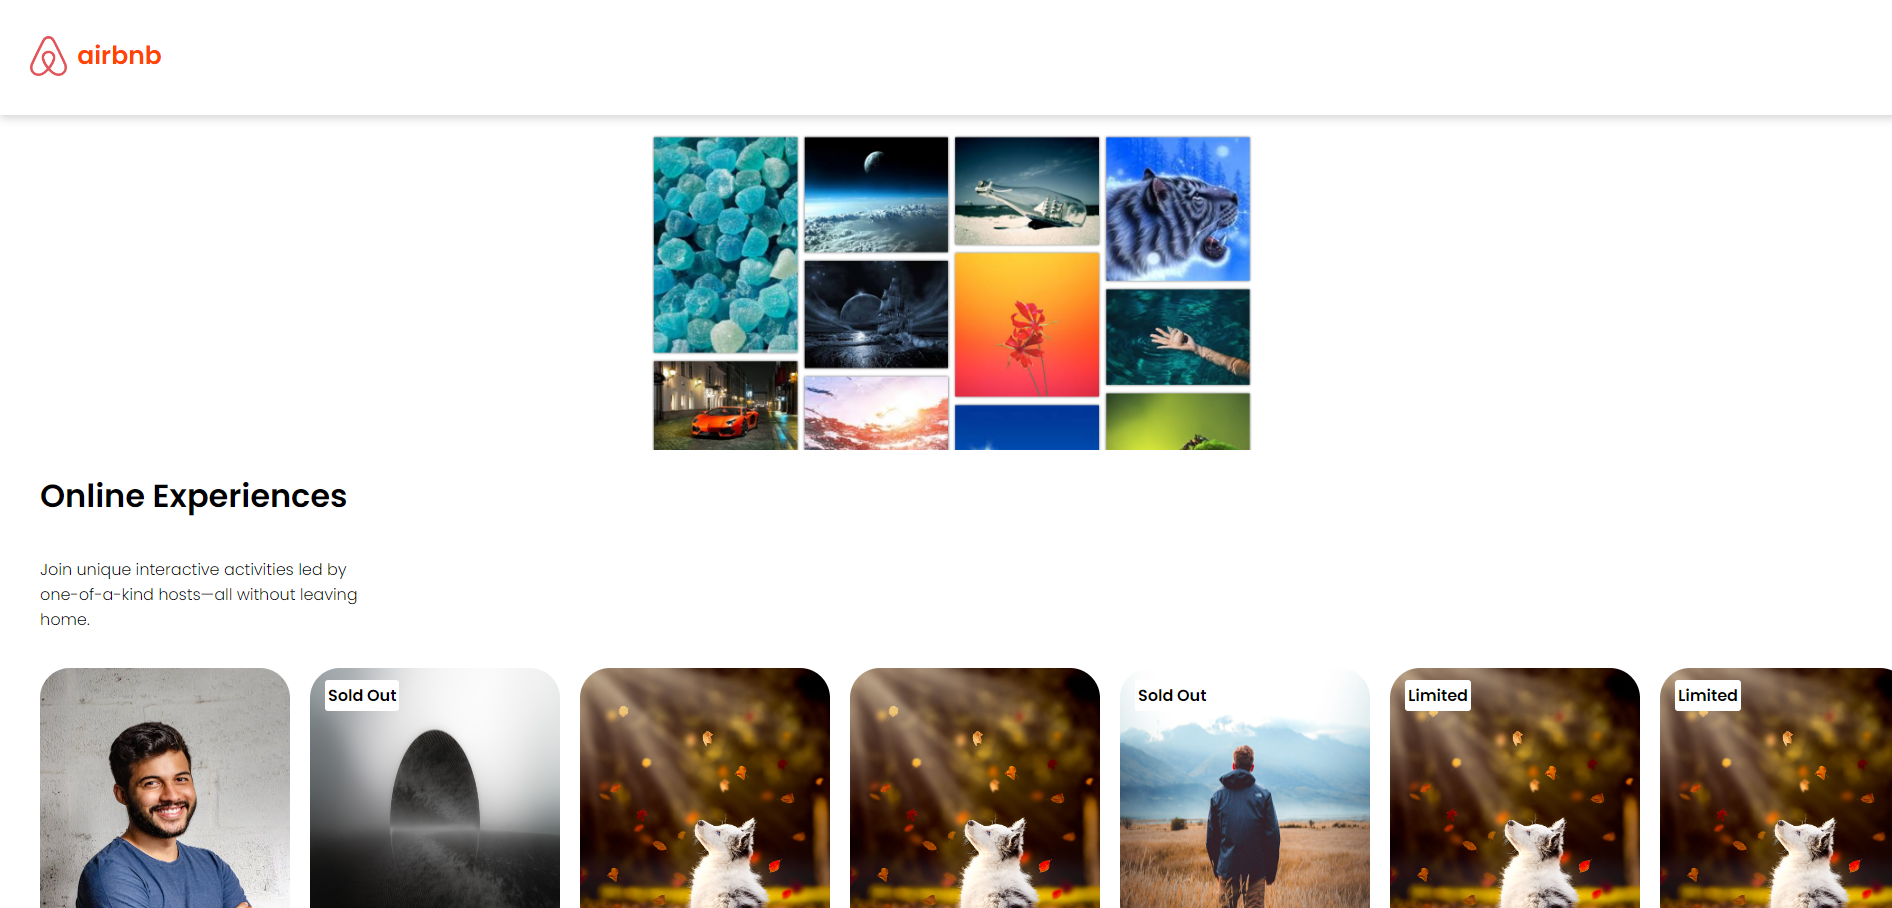 airbnb
Online Experiences
Join unique interactive activities led by
one-of-a-kind hosts—all without leaving
home.
Sold Out
Sold Out
Limited
Limited